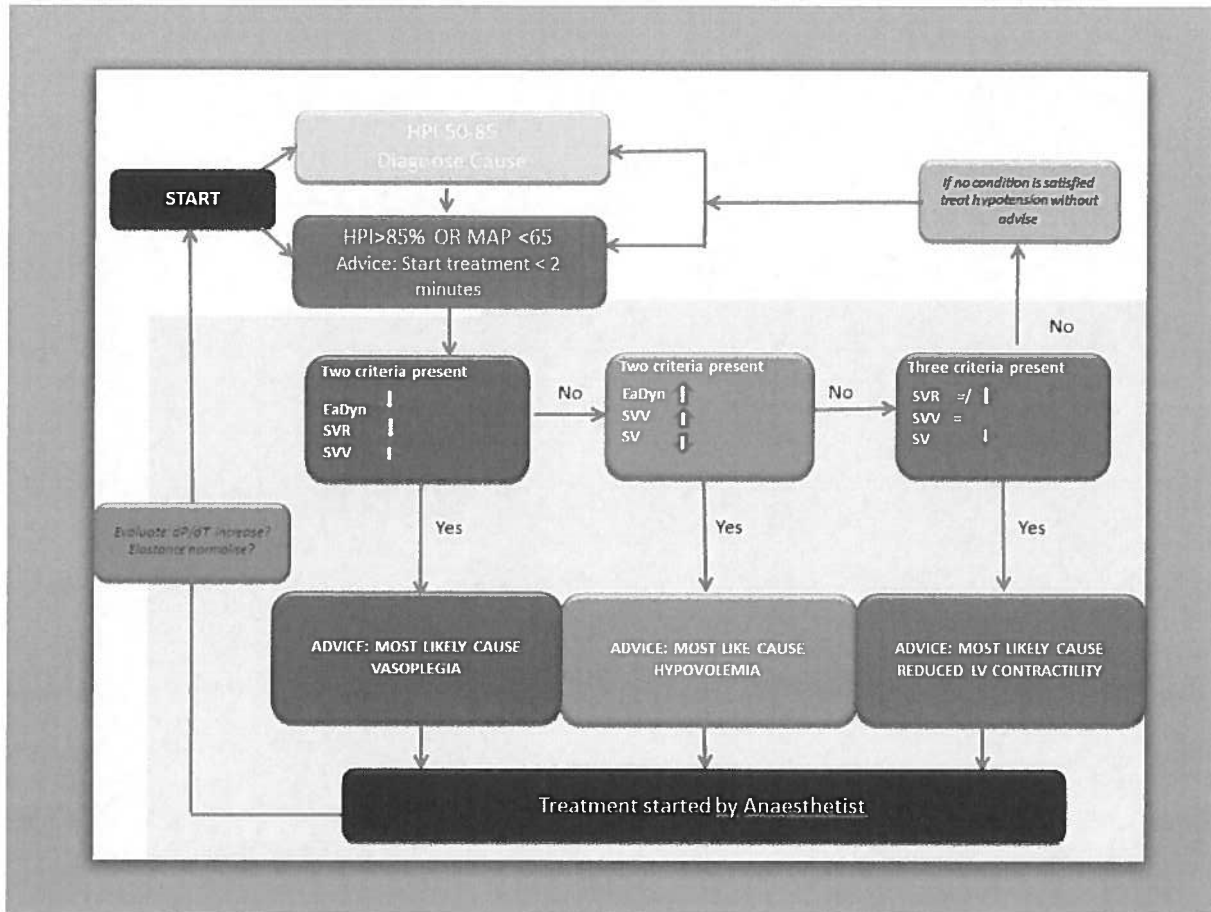 HPI 50-85
Diagnose Cause
START
If no condition is satisfied
treat hypotension without
advise
HPI>85% OR MAP <65
Advice: Start treatment < 2
minutes
No
Two criteria present
↓
EaDyn
SVR ↓
SVV ↓
No
Two criteria present
EaDyn ↑
SVV ↑
SV ↓
No
Three criteria present
SVR =/ ↓
SVV =
SV ↓
Evaluate: dP/dT increase?
Elastance normalise?
Yes
Yes
Yes
ADVICE: MOST LIKELY CAUSE
VASOPLEGIA
ADVICE: MOST LIKE CAUSE
HYPOVOLEMIA
ADVICE: MOST LIKELY CAUSE
REDUCED LV CONTRACTILITY
Treatment started by Anaesthetist